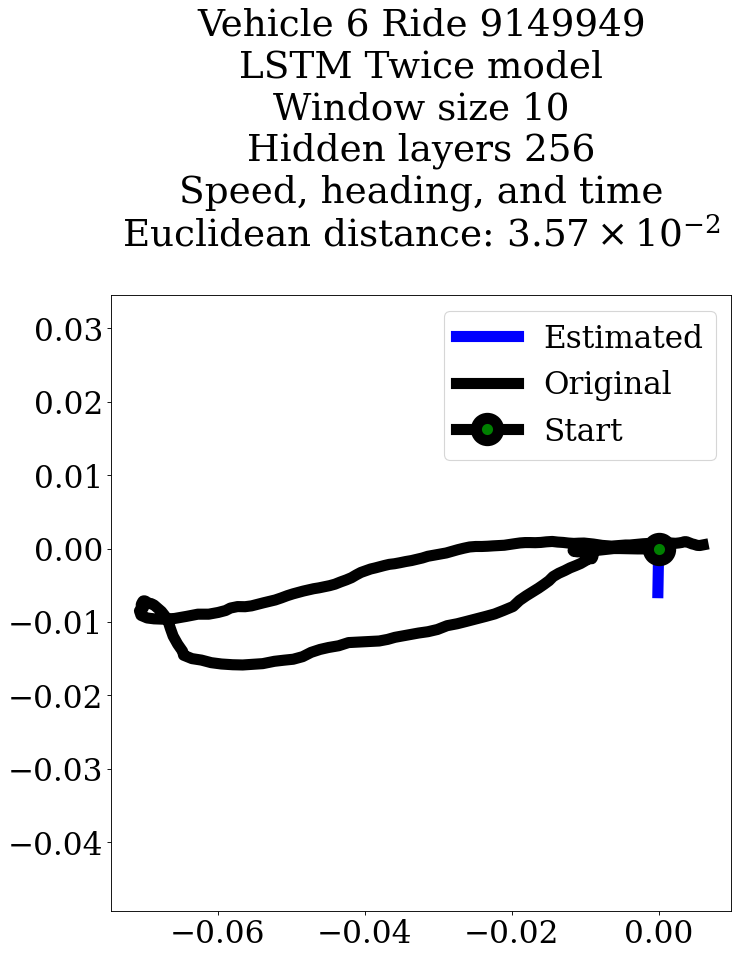 Vehicle 6 Ride 9149949
LSTM Twice model
Window size 10
Hidden layers 256
Speed, heading, and time
Euclidean distance: 3.57 × 10⁻²
Estimated
Original
Start
0.03
0.02
0.01
0.00
−0.01
−0.02
−0.03
−0.04
−0.06 −0.04 −0.02 0.00